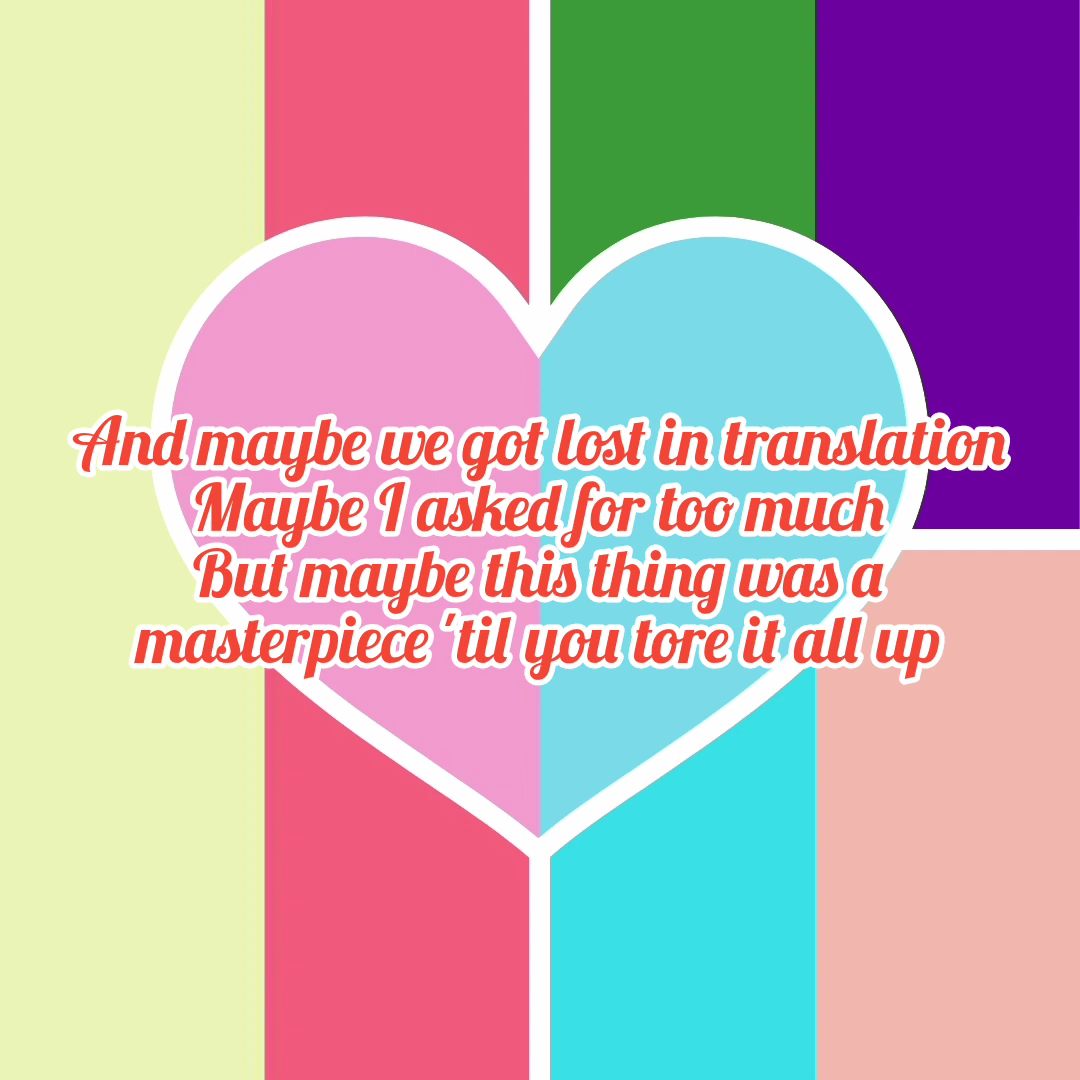 And maybe we got lost in translation
Maybe I asked for too much
But maybe this thing was a
masterpiece 'til you tore it all up